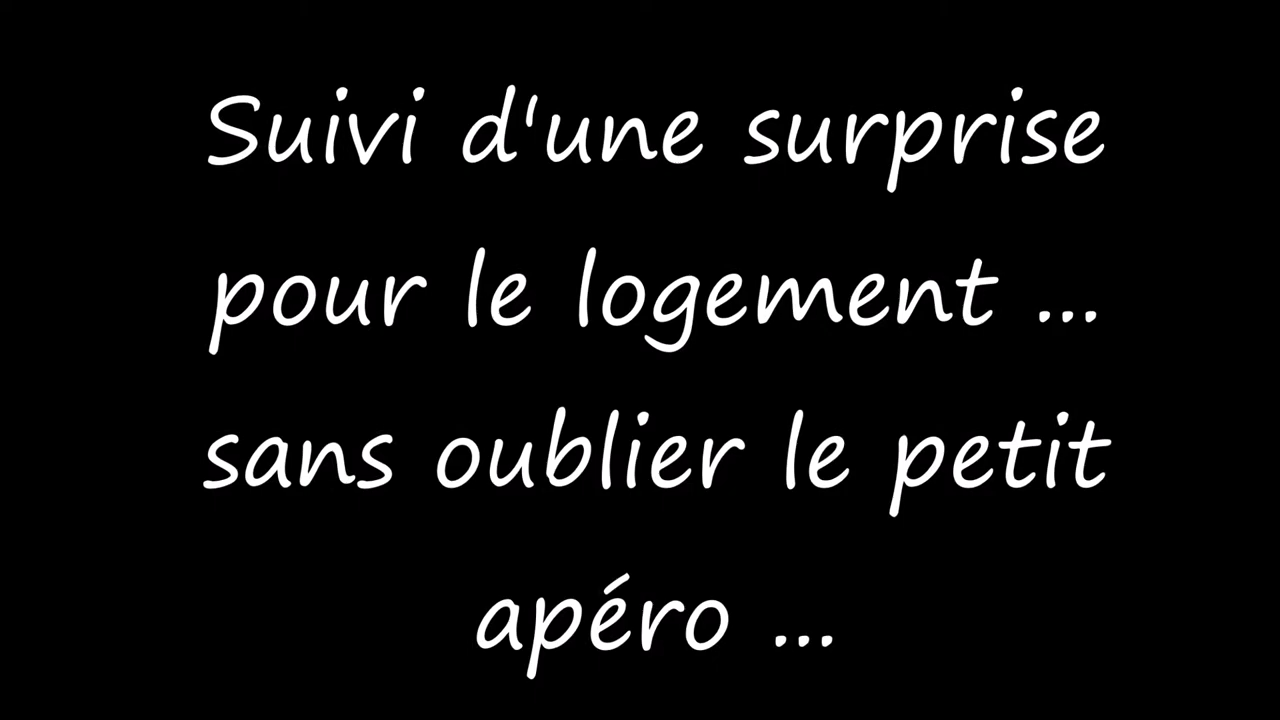 Suivi d'une surprise
pour le logement ...
sans oublier le petit
apéro ...